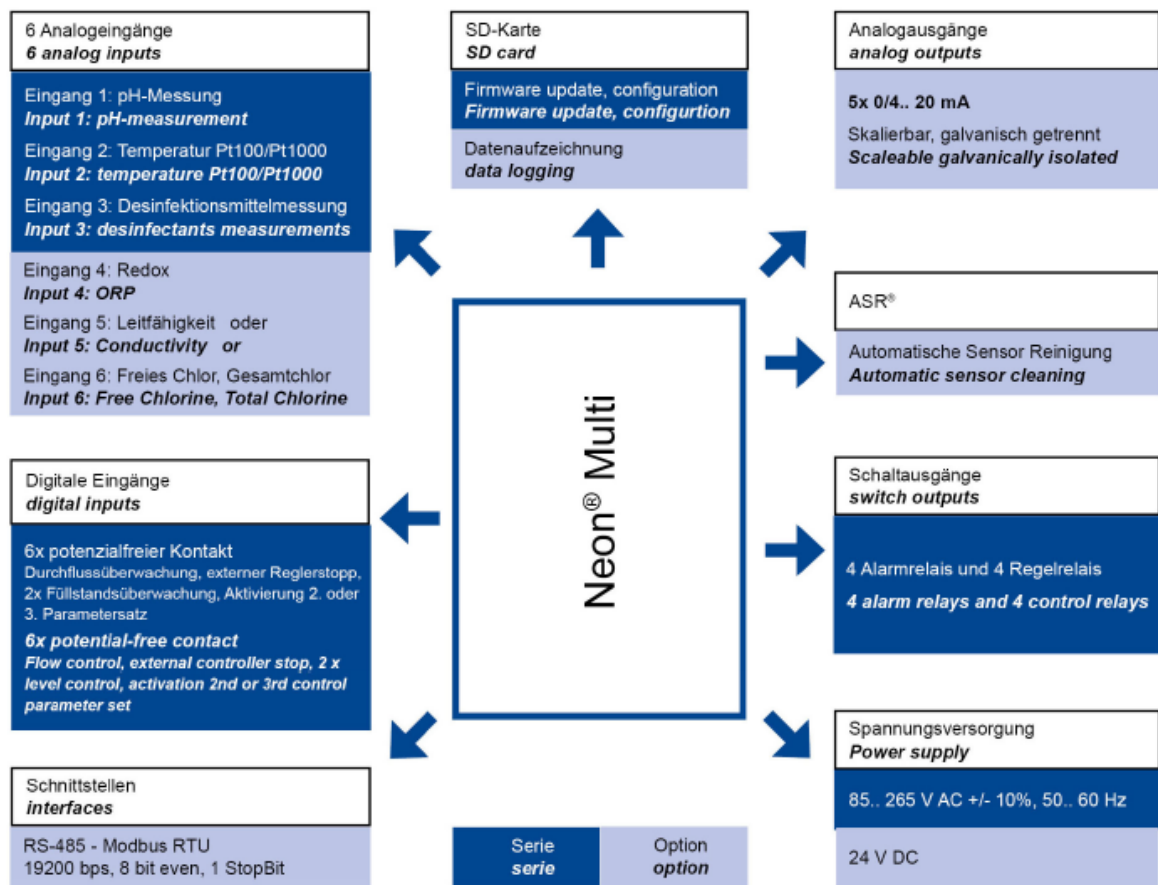 6 Analogeingänge
6 analog inputs
Eingang 1: pH-Messung
Input 1: pH-measurement
Eingang 2: Temperatur Pt100/Pt1000
Input 2: temperature Pt100/Pt1000
Eingang 3: Desinfektionsmittelmessung
Input 3: desinfectants measurements
Eingang 4: Redox
Input 4: ORP
Eingang 5: Leitfähigkeit oder
Input 5: Conductivity or
Eingang 6: Freies Chlor, Gesamtchlor
Input 6: Free Chlorine, Total Chlorine
SD-Karte
SD card
Firmware update, configuration
Firmware update, configurtion
Datenaufzeichnung
data logging
Analogausgänge
analog outputs
5x 0/4.. 20 mA
Skalierbar, galvanisch getrennt
Scaleable galvanically isolated
ASR®
Automatische Sensor Reinigung
Automatic sensor cleaning
Neon® Multi
Digitale Eingänge
digital inputs
6x potenzialfreier Kontakt
Durchflussüberwachung, externer Reglerstopp,
2x Füllstandsüberwachung, Aktivierung 2. oder
3. Parametersatz
6x potential-free contact
Flow control, external controller stop, 2 x
level control, activation 2nd or 3rd control
parameter set
Schaltausgänge
switch outputs
4 Alarmrelais und 4 Regelrelais
4 alarm relays and 4 control relays
Schnittstellen
interfaces
RS-485 - Modbus RTU
19200 bps, 8 bit even, 1 StopBit
Serie
serie
Option
option
Spannungsversorgung
Power supply
85.. 265 V AC +/- 10%, 50.. 60 Hz
24 V DC